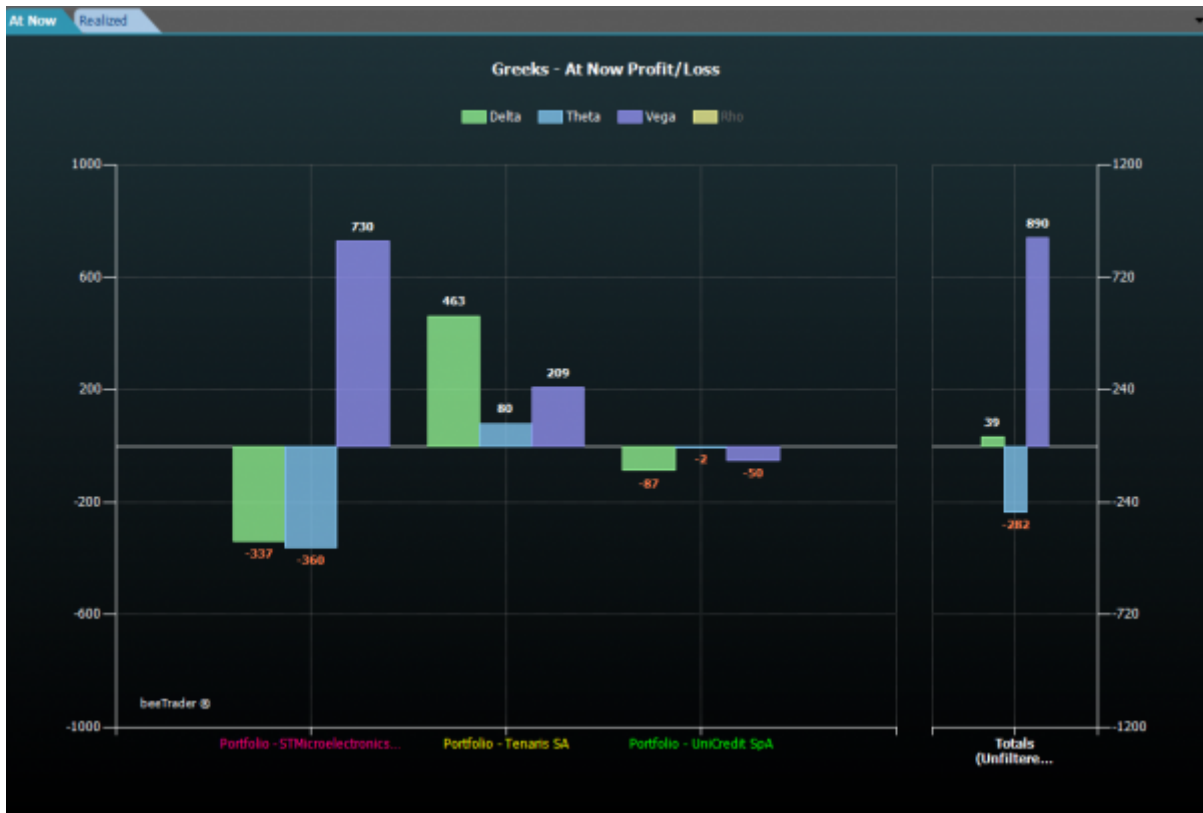 At Now Realized
Greeks - At Now Profit/Loss
Delta Theta Vega Rho
1000 1200
890
730
600 720
463
209
200 240
80
39
-2
-87 -50
-200 -240
-282
-337 -360
-600 -720
beeTrader ®
-1000 -1200
Portfolio - STMicroelectronics... Portfolio - Tenaris SA Portfolio - UniCredit SpA Totals
(Unfiltere...